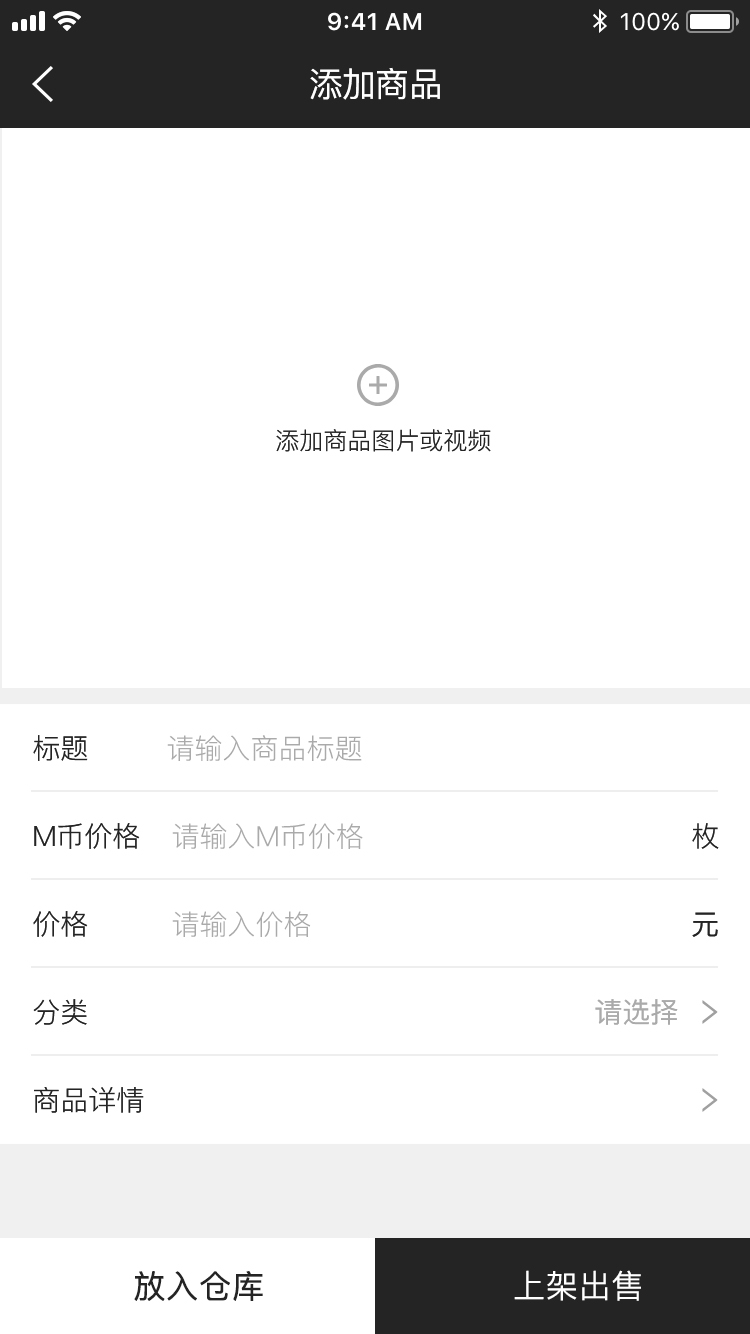 9:41 AM 100%
添加商品
添加商品图片或视频
标题 请输入商品标题
M币价格 请输入M币价格 枚
价格 请输入价格 元
分类 请选择
商品详情
放入仓库 上架出售